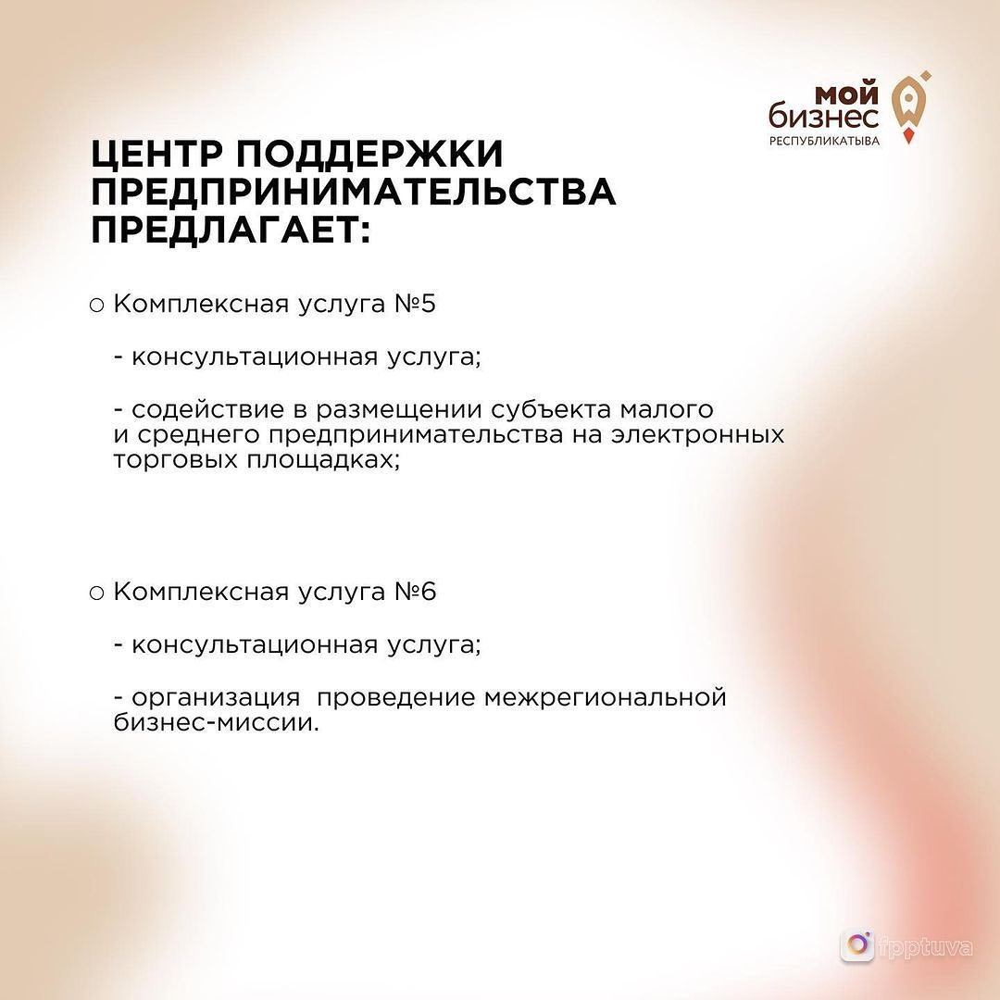 мой
бизнес
РЕСПУБЛИКАТЫВА
ЦЕНТР ПОДДЕРЖКИ
ПРЕДПРИНИМАТЕЛЬСТВА
ПРЕДЛАГАЕТ:
Комплексная услуга №5
- консультационная услуга;
- содействие в размещении субъекта малого
и среднего предпринимательства на электронных
торговых площадках;
Комплексная услуга №6
- консультационная услуга;
- организация  проведение межрегиональной
бизнес-миссии.
fpptuva